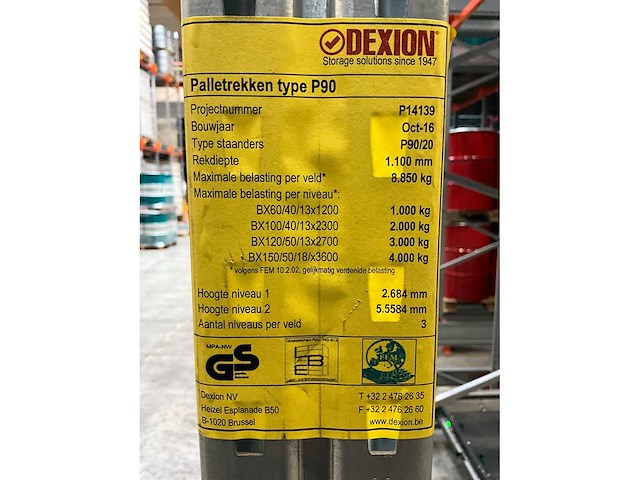 DEXION®
Storage solutions since 1947
Palletrekken type P90
Projectnummer P14139
Bouwjaar Oct-16
Type staanders P90/20
Rekdiepte 1.100 mm
Maximale belasting per veld* 8.850 kg
Maximale belasting per niveau*:
BX60/40/13x1200 1.000 kg
BX100/40/13x2300 2.000 kg
BX120/50/13x2700 3.000 kg
BX150/50/18/x3600 4.000 kg
* volgens FEM 10.2.02, gelijkmatig verdeinde belasting
Hoogte niveau 1 2.684 mm
Hoogte niveau 2 5.5584 mm
Aantal niveaus per veld 3
MPA-NW
GS
LBE
FEM
Dexion NV T +32 2 476 26 35
Heizel Esplanade B50 F +32 2 476 26 60
B-1020 Brussel www.dexion.be